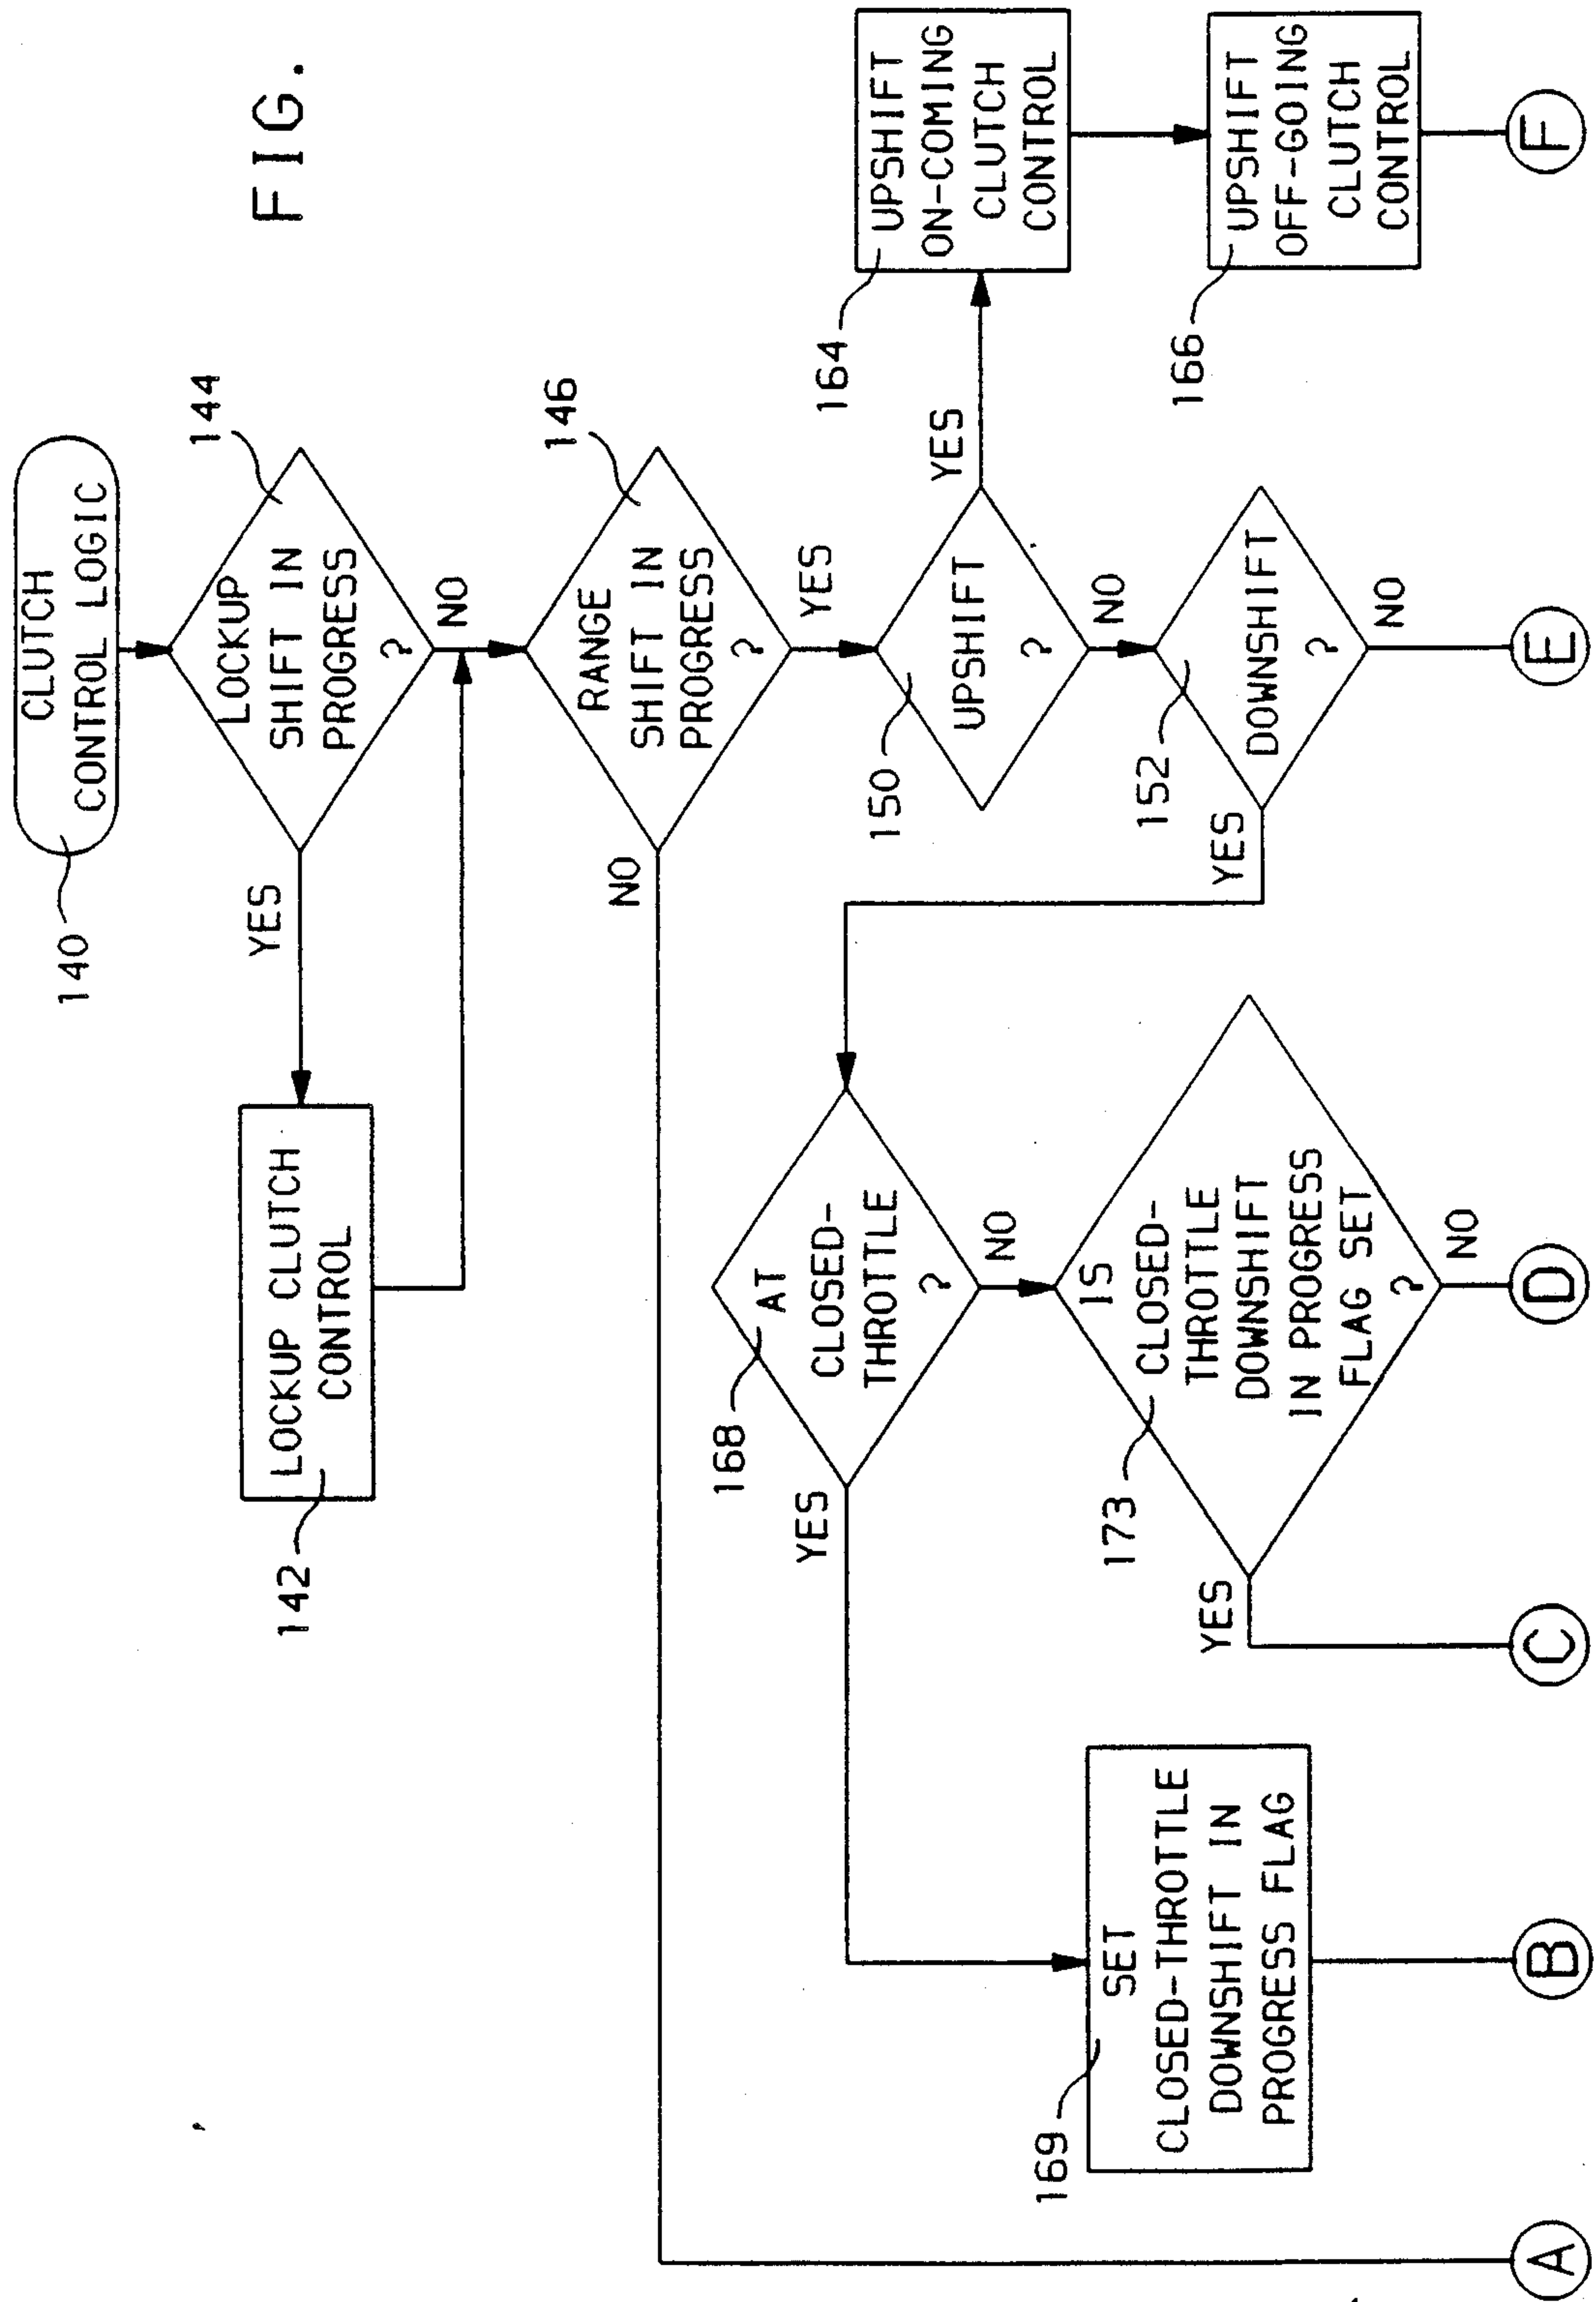 FIG.
CLUTCH
CONTROL LOGIC
140
LOCKUP
SHIFT IN
PROGRESS
?
144
YES
NO
LOCKUP CLUTCH
CONTROL
142
RANGE
SHIFT IN
PROGRESS
?
146
NO
YES
UPSHIFT
?
150
YES
NO
UPSHIFT
ON-COMING
CLUTCH
CONTROL
164
UPSHIFT
OFF-GOING
CLUTCH
CONTROL
166
DOWNSHIFT
?
152
YES
NO
AT
CLOSED-
THROTTLE
?
168
YES
NO
IS
CLOSED-
THROTTLE
DOWNSHIFT
IN PROGRESS
FLAG SET
?
173
YES
NO
SET
CLOSED-THROTTLE
DOWNSHIFT IN
PROGRESS FLAG
169
A
B
C
D
E
F